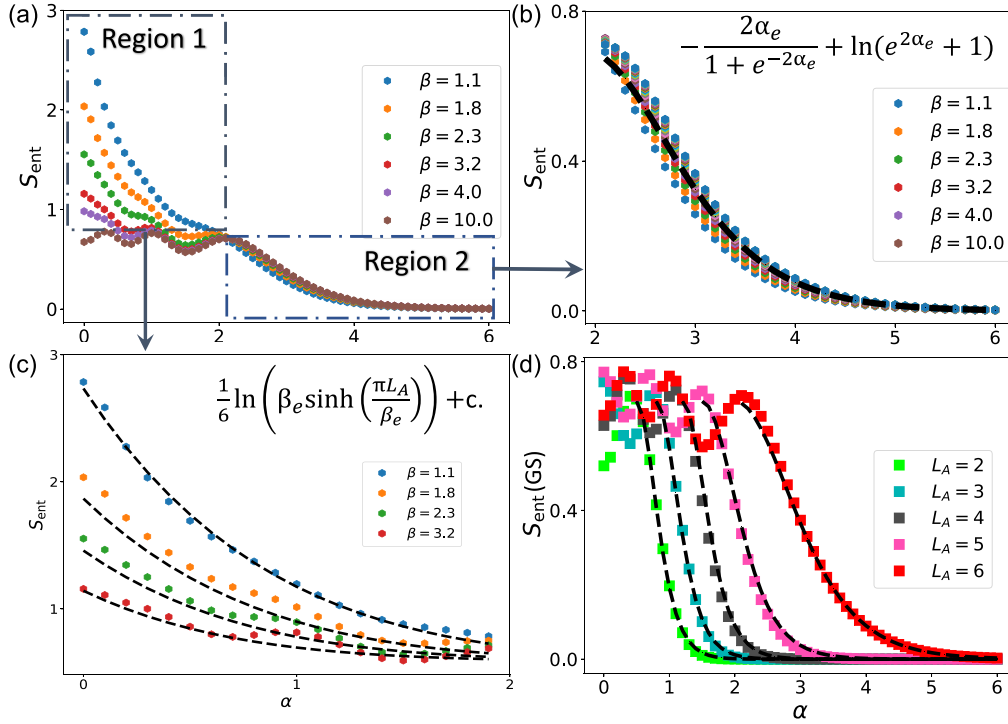 (a)
Region 1
β = 1.1
β = 1.8
β = 2.3
β = 3.2
β = 4.0
β = 10.0
Region 2
S_ent
3
2
1
0
0 2 4 6
(b)
− 2α_e / (1 + e^{−2α_e}) + ln(e^{2α_e} + 1)
β = 1.1
β = 1.8
β = 2.3
β = 3.2
β = 4.0
β = 10.0
S_ent
0.8
0.4
0.0
2 3 4 5 6
(c)
1/6 ln(β_e sinh(πL_A/β_e)) + c.
β = 1.1
β = 1.8
β = 2.3
β = 3.2
S_ent
3
2
1
0 1 2
α
(d)
L_A = 2
L_A = 3
L_A = 4
L_A = 5
L_A = 6
S_ent (GS)
0.8
0.4
0.0
0 1 2 3 4 5 6
α